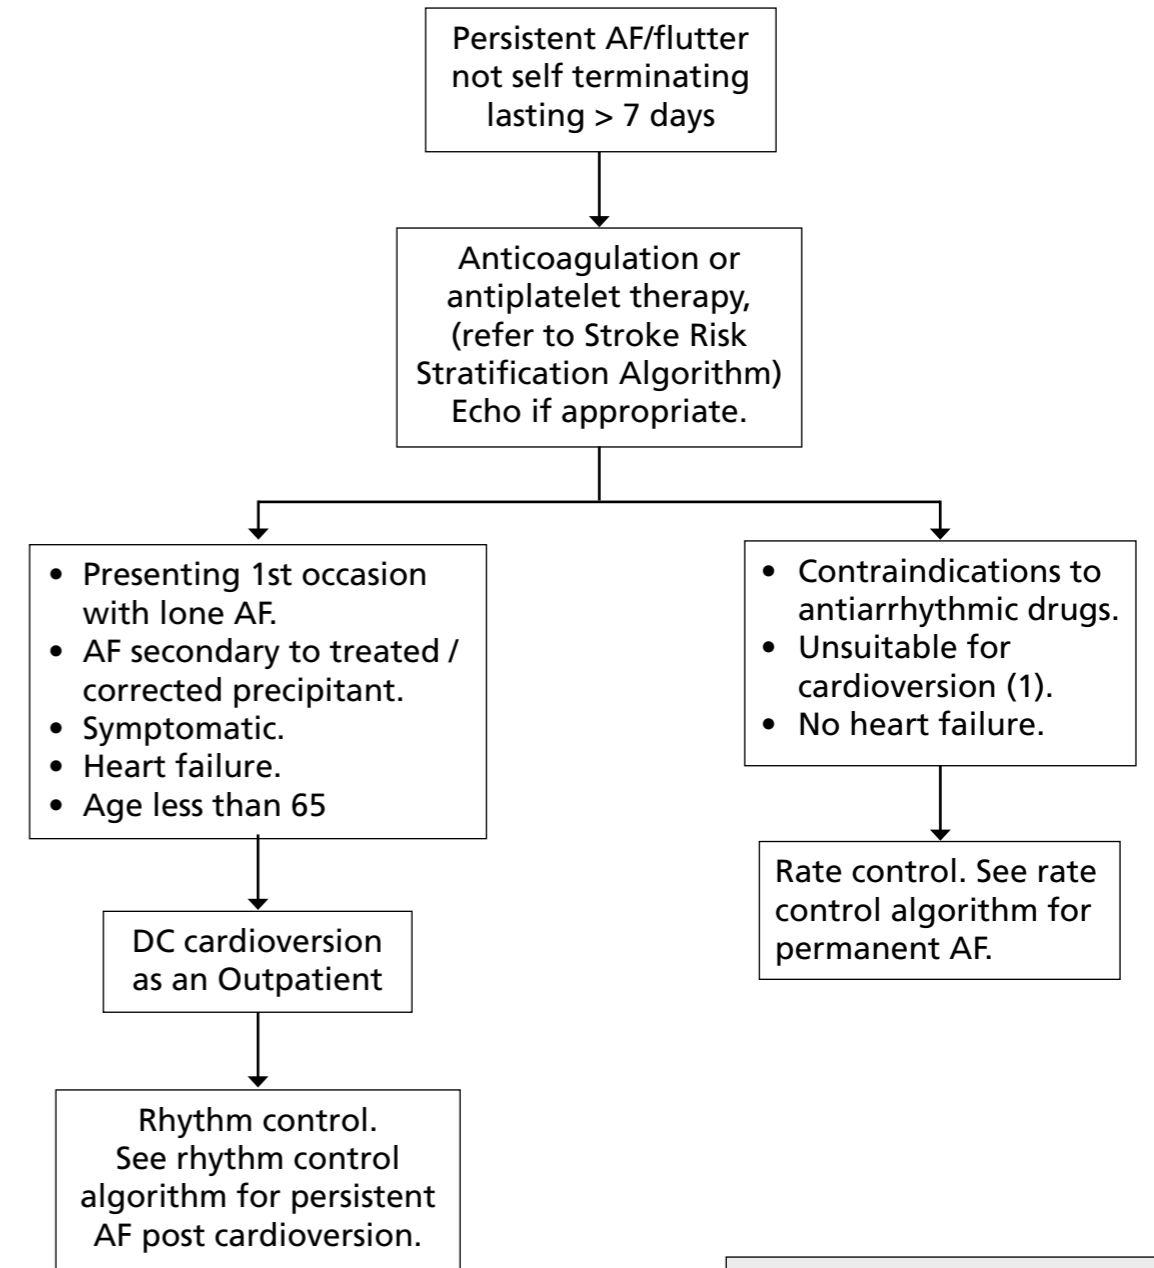 Persistent AF/flutter
not self terminating
lasting > 7 days
Anticoagulation or
antiplatelet therapy,
(refer to Stroke Risk
Stratification Algorithm)
Echo if appropriate.
• Presenting 1st occasion
with lone AF.
• AF secondary to treated /
corrected precipitant.
• Symptomatic.
• Heart failure.
• Age less than 65
• Contraindications to
antiarrhythmic drugs.
• Unsuitable for
cardioversion (1).
• No heart failure.
DC cardioversion
as an Outpatient
Rate control. See rate
control algorithm for
permanent AF.
Rhythm control.
See rhythm control
algorithm for persistent
AF post cardioversion.